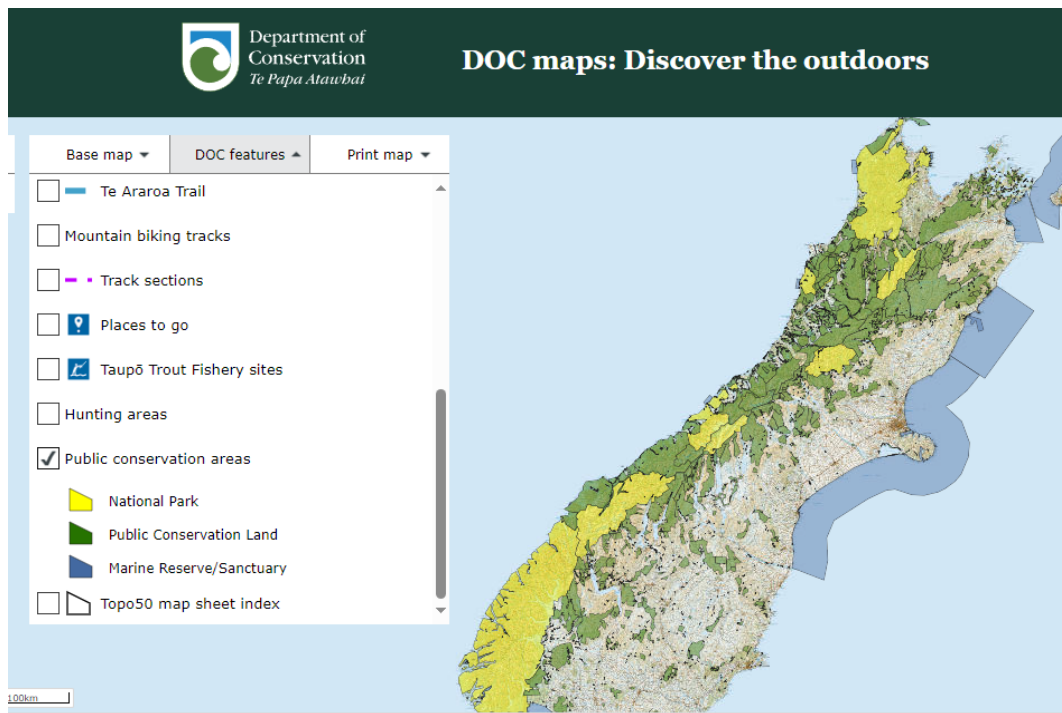 Department of
Conservation
Te Papa Atawhai
DOC maps: Discover the outdoors
Base map
DOC features
Print map
Te Araroa Trail
Mountain biking tracks
Track sections
Places to go
Taupō Trout Fishery sites
Hunting areas
Public conservation areas
National Park
Public Conservation Land
Marine Reserve/Sanctuary
Topo50 map sheet index
100km